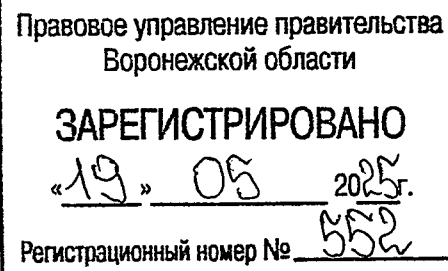 Правовое управление правительства
Воронежской области
ЗАРЕГИСТРИРОВАНО
«19» 05 2025г.
Регистрационный номер № 552